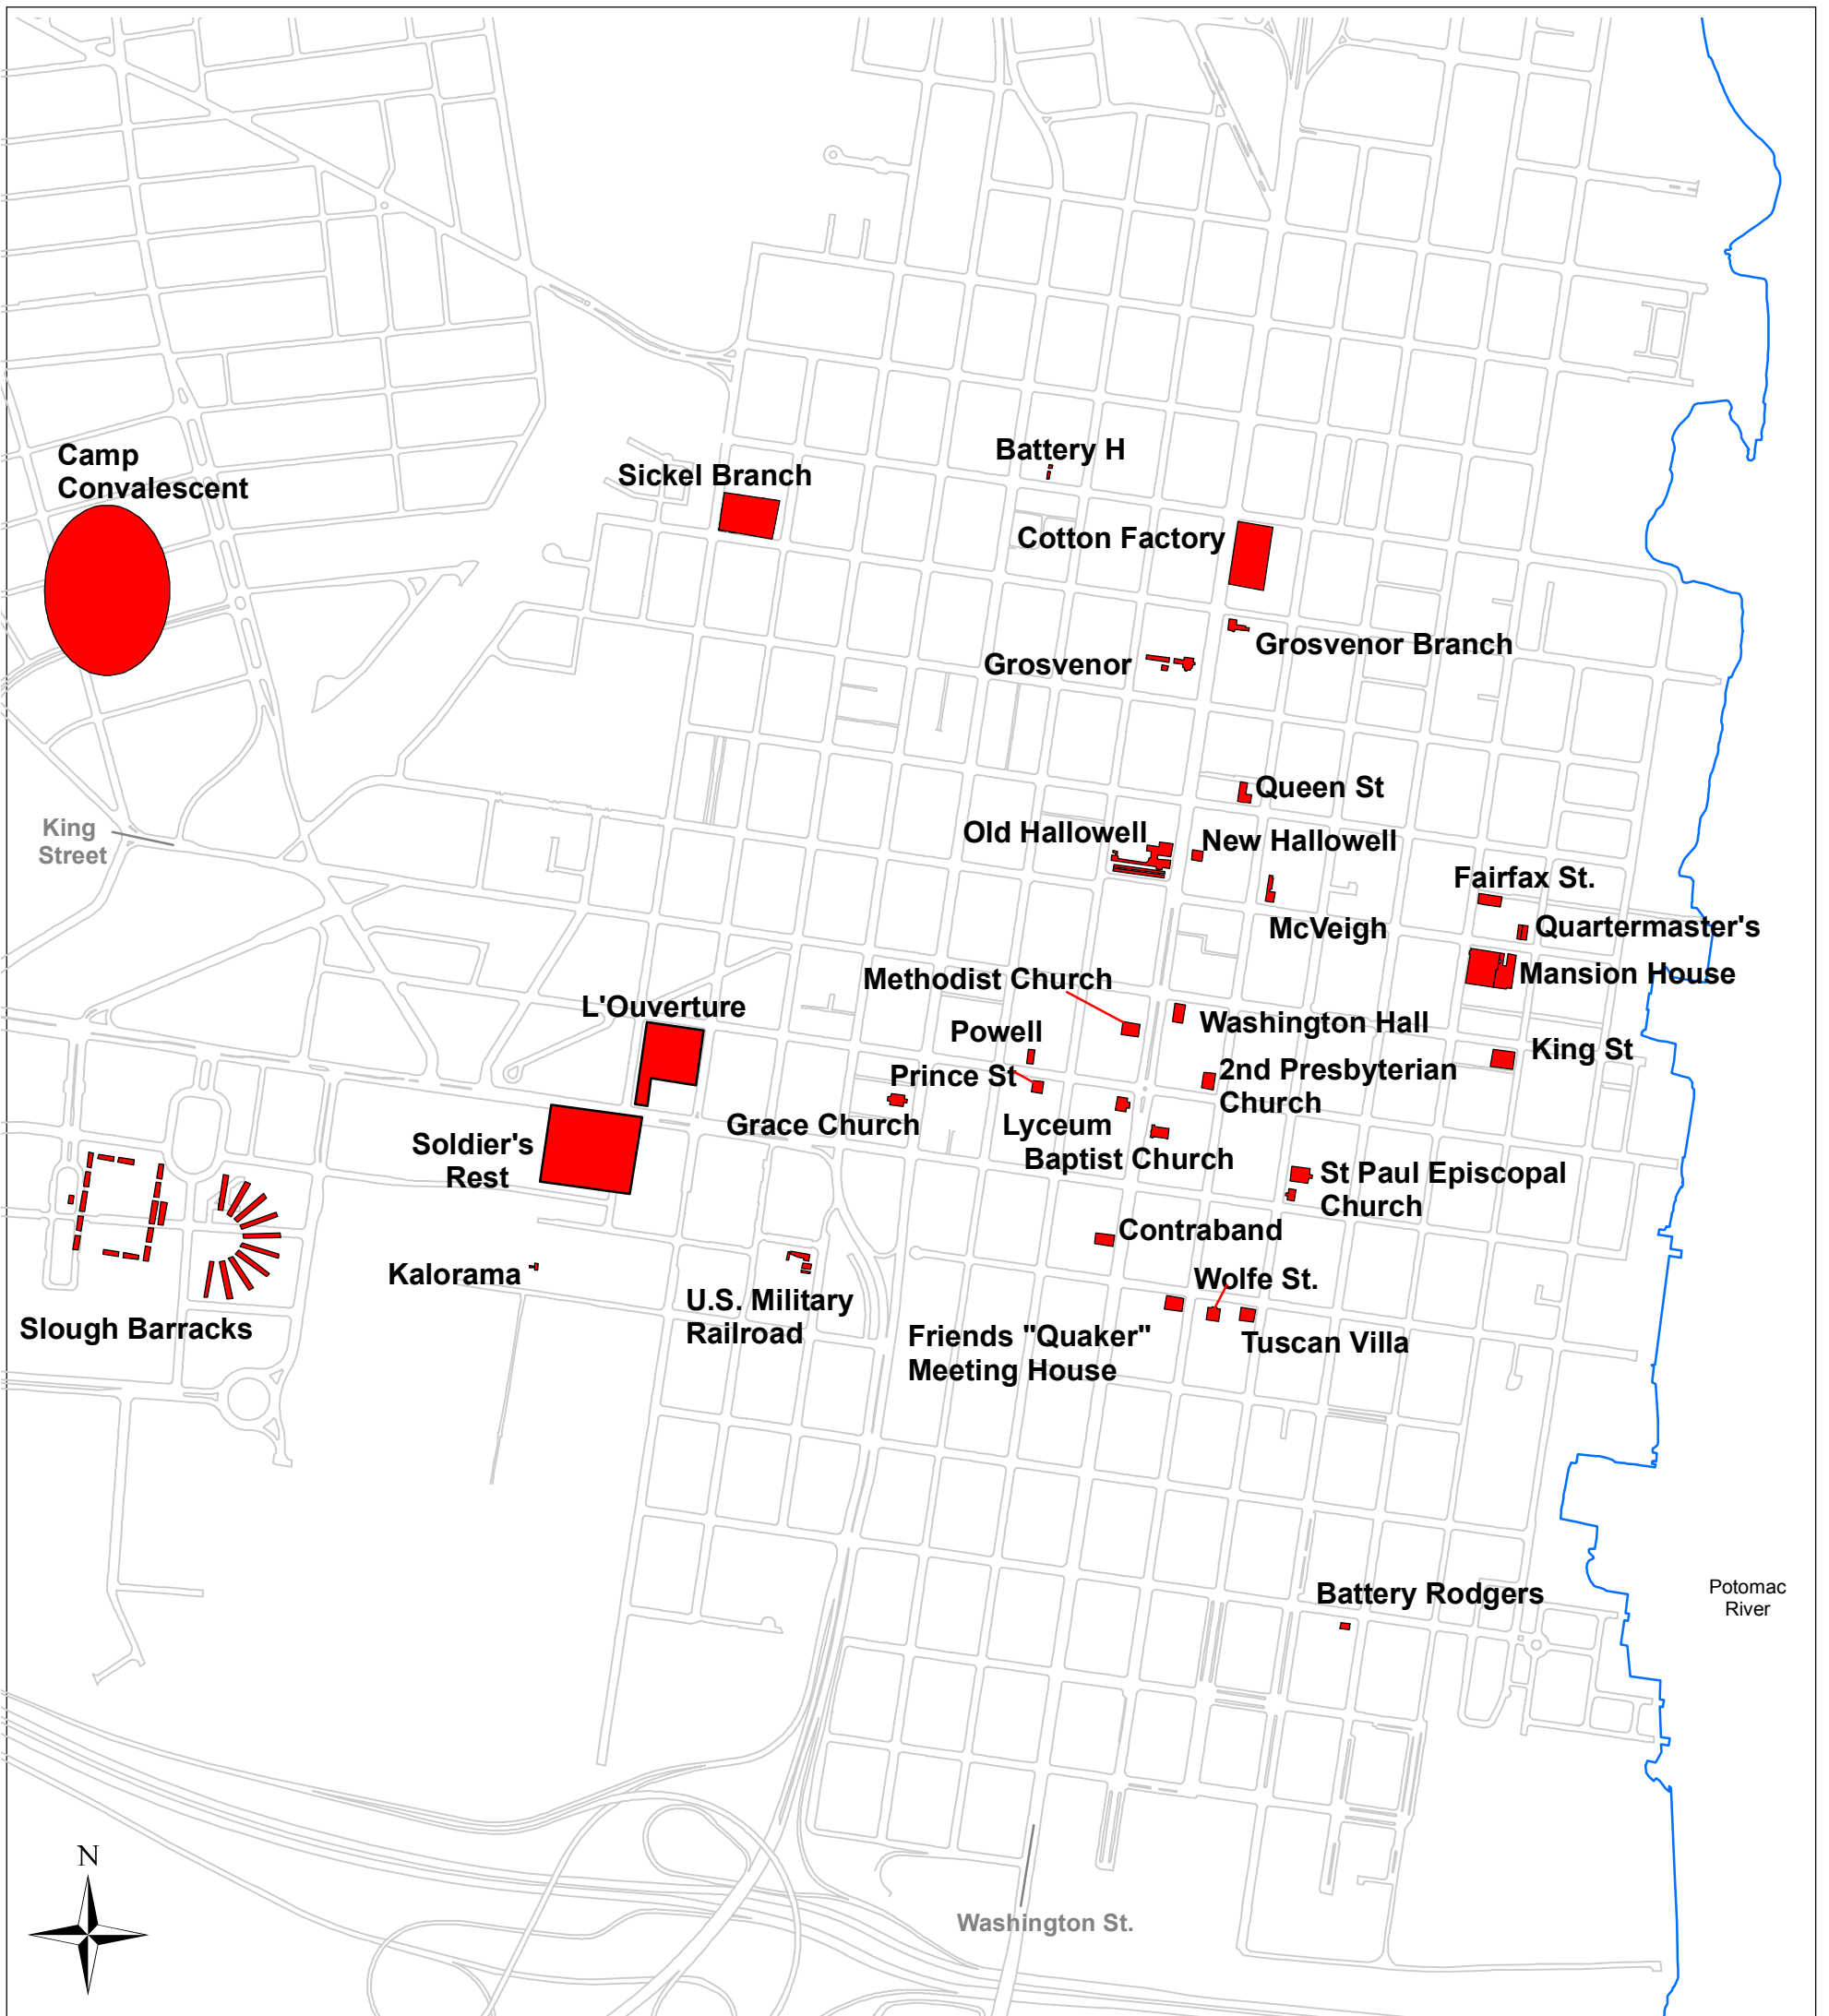 Camp
Convalescent
Sickel Branch
Battery H
Cotton Factory
Grosvenor Branch
Grosvenor
Queen St
King
Street
Old Hallowell
New Hallowell
Fairfax St.
McVeigh
Quartermaster's
Mansion House
Methodist Church
L'Ouverture
Powell
Washington Hall
King St
Prince St
2nd Presbyterian
Church
Grace Church
Lyceum
Soldier's
Rest
Baptist Church
St Paul Episcopal
Church
Contraband
Kalorama
Wolfe St.
U.S. Military
Railroad
Slough Barracks
Friends "Quaker"
Meeting House
Tuscan Villa
Battery Rodgers
Potomac
River
N
Washington St.